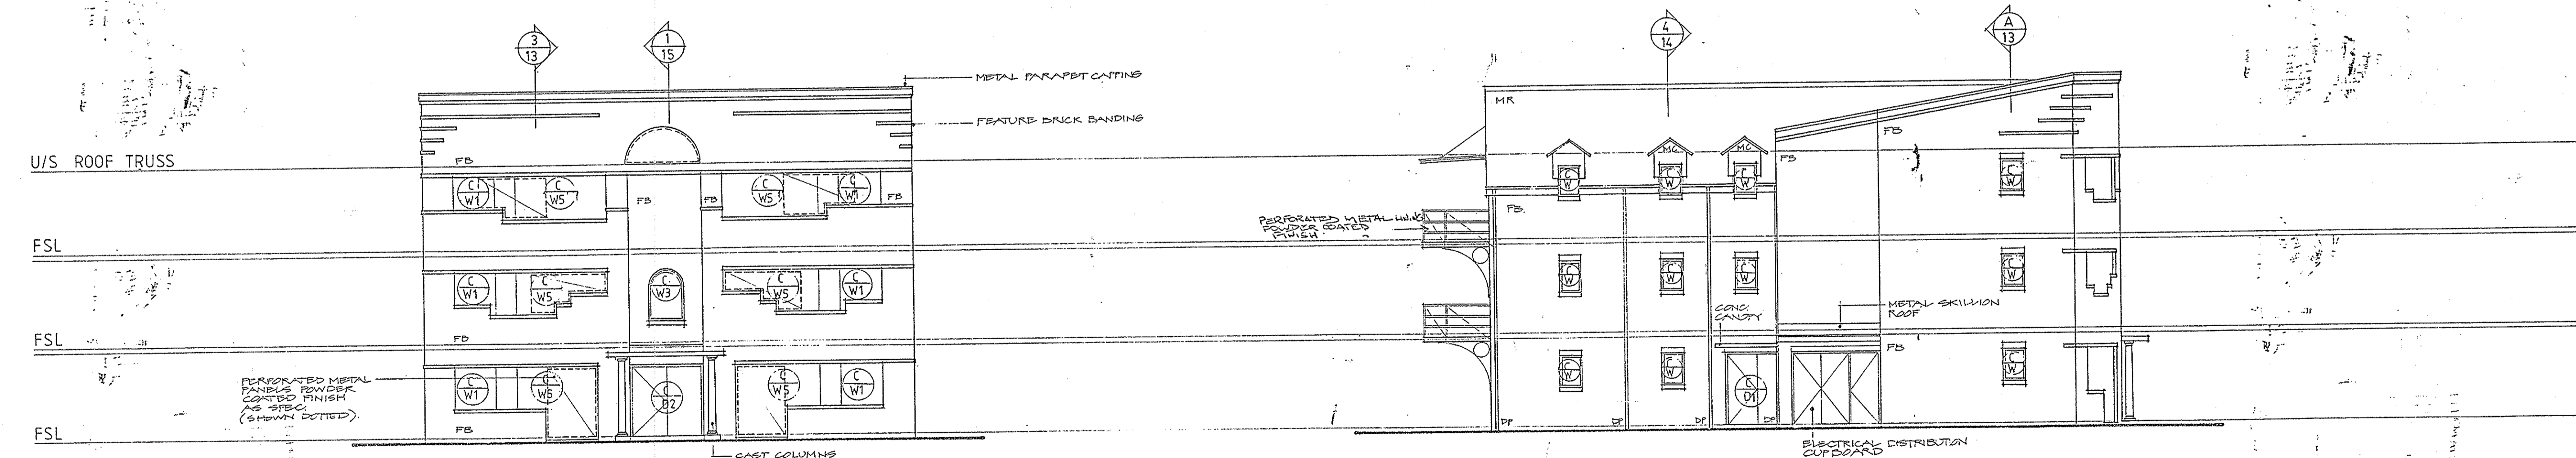 3
13
1
15
4
14
A
13
METAL PARAPET CAPPING
FEATURE BRICK BANDING
MR
FB
U/S ROOF TRUSS
FB
MC
MC
FB
C
W1
C
W5
FB
FB
C
W5
C
W1
FB
C
W
C
W
C
W
C
W
FB
PERFORATED METAL LINING
POWDER COATED
FINISH
FSL
C
W1
C
W5
C
W3
C
W5
C
W1
C
W
C
W
C
W
C
W
METAL SKILLION
ROOF
CONC.
CANOPY
FSL
FB
FB
PERFORATED METAL
PANELS POWDER
COATED FINISH
AS SPEC.
(SHOWN DOTTED).
C
W1
C
W5
C
D2
C
W5
C
W1
C
W
C
W
C
D1
C
W
FSL
FB
DP
DP
DP
DP
CAST COLUMNS
ELECTRICAL DISTRIBUTION
CUPBOARD